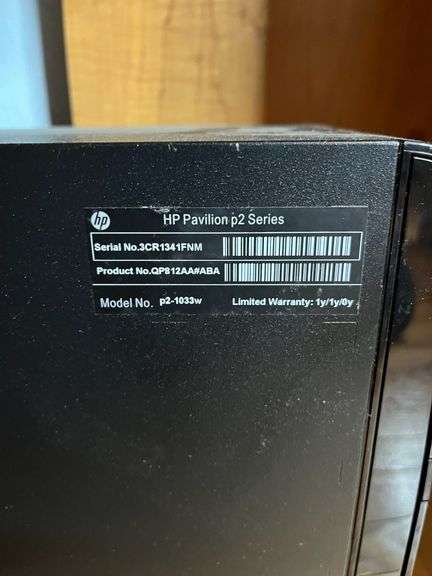 hp HP Pavilion p2 Series
Serial No.3CR1341FNM
Product No.QP812AA#ABA
Model No. p2-1033w Limited Warranty: 1y/1y/0y